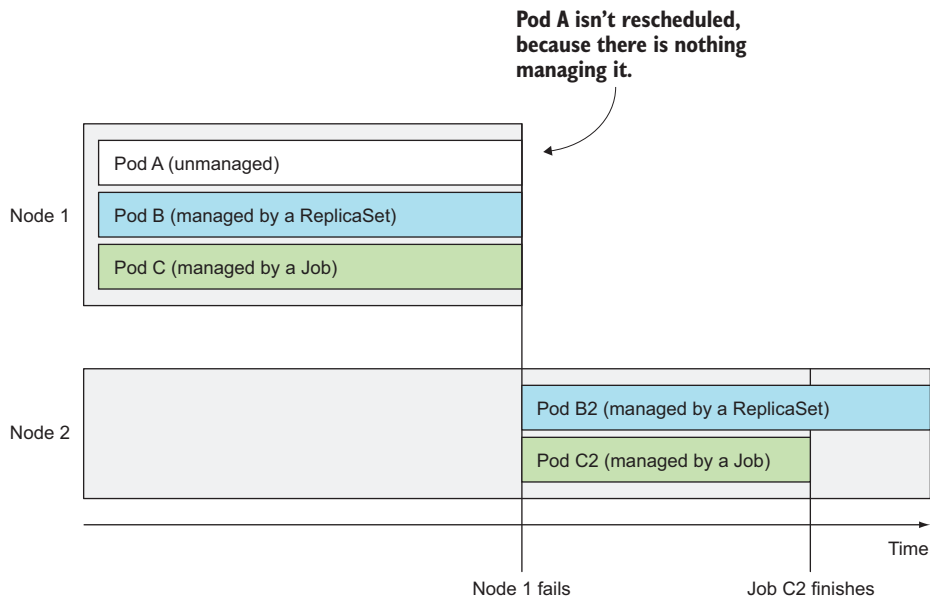 Pod A isn't rescheduled,
because there is nothing
managing it.
Node 1
Pod A (unmanaged)
Pod B (managed by a ReplicaSet)
Pod C (managed by a Job)
Node 2
Pod B2 (managed by a ReplicaSet)
Pod C2 (managed by a Job)
Time
Node 1 fails
Job C2 finishes